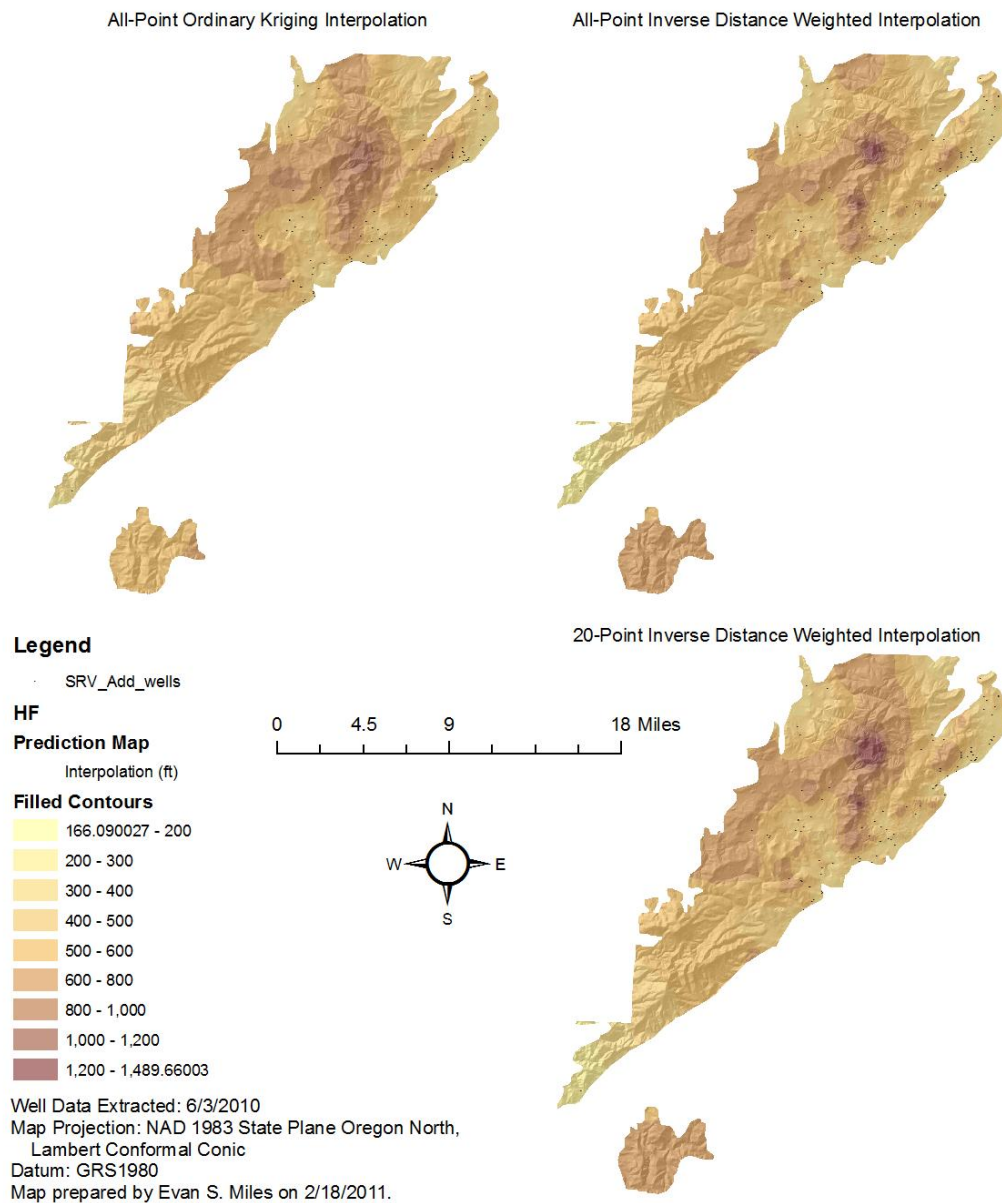 All-Point Ordinary Kriging Interpolation
All-Point Inverse Distance Weighted Interpolation
20-Point Inverse Distance Weighted Interpolation
Legend
SRV_Add_wells
HF
Prediction Map
Interpolation (ft)
Filled Contours
166.090027 - 200
200 - 300
300 - 400
400 - 500
500 - 600
600 - 800
800 - 1,000
1,000 - 1,200
1,200 - 1,489.66003
0 4.5 9 18 Miles
N
W E
S
Well Data Extracted: 6/3/2010
Map Projection: NAD 1983 State Plane Oregon North,
Lambert Conformal Conic
Datum: GRS1980
Map prepared by Evan S. Miles on 2/18/2011.